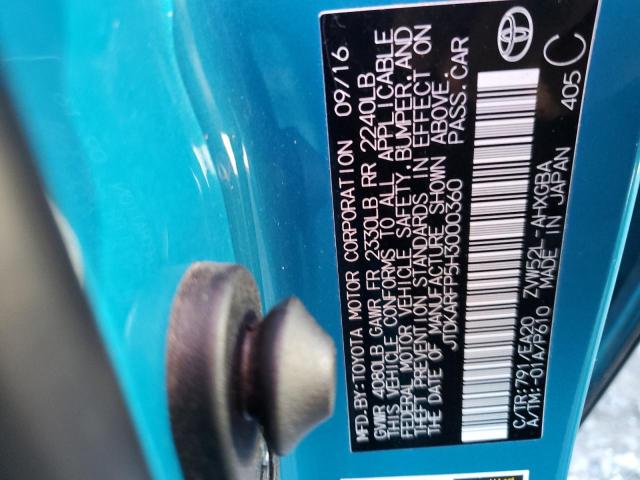 MFD.BY:TOYOTA MOTOR CORPORATION 09/16
GVWR 4080LB GAWR FR 2330LB RR 2240LB
THIS VEHICLE CONFORMS TO ALL APPLICABLE
FEDERAL MOTOR VEHICLE SAFETY,BUMPER,AND
THEFT PREVENTION STANDARDS IN EFFECT ON
THE DATE OF MANUFACTURE SHOWN ABOVE.
JTDKARFP5H3000360 PASS.CAR
C/TR:791/EA20 ZVW52L-AHXGBA
A/TM:-01A/P610 MADE IN JAPAN
405 C